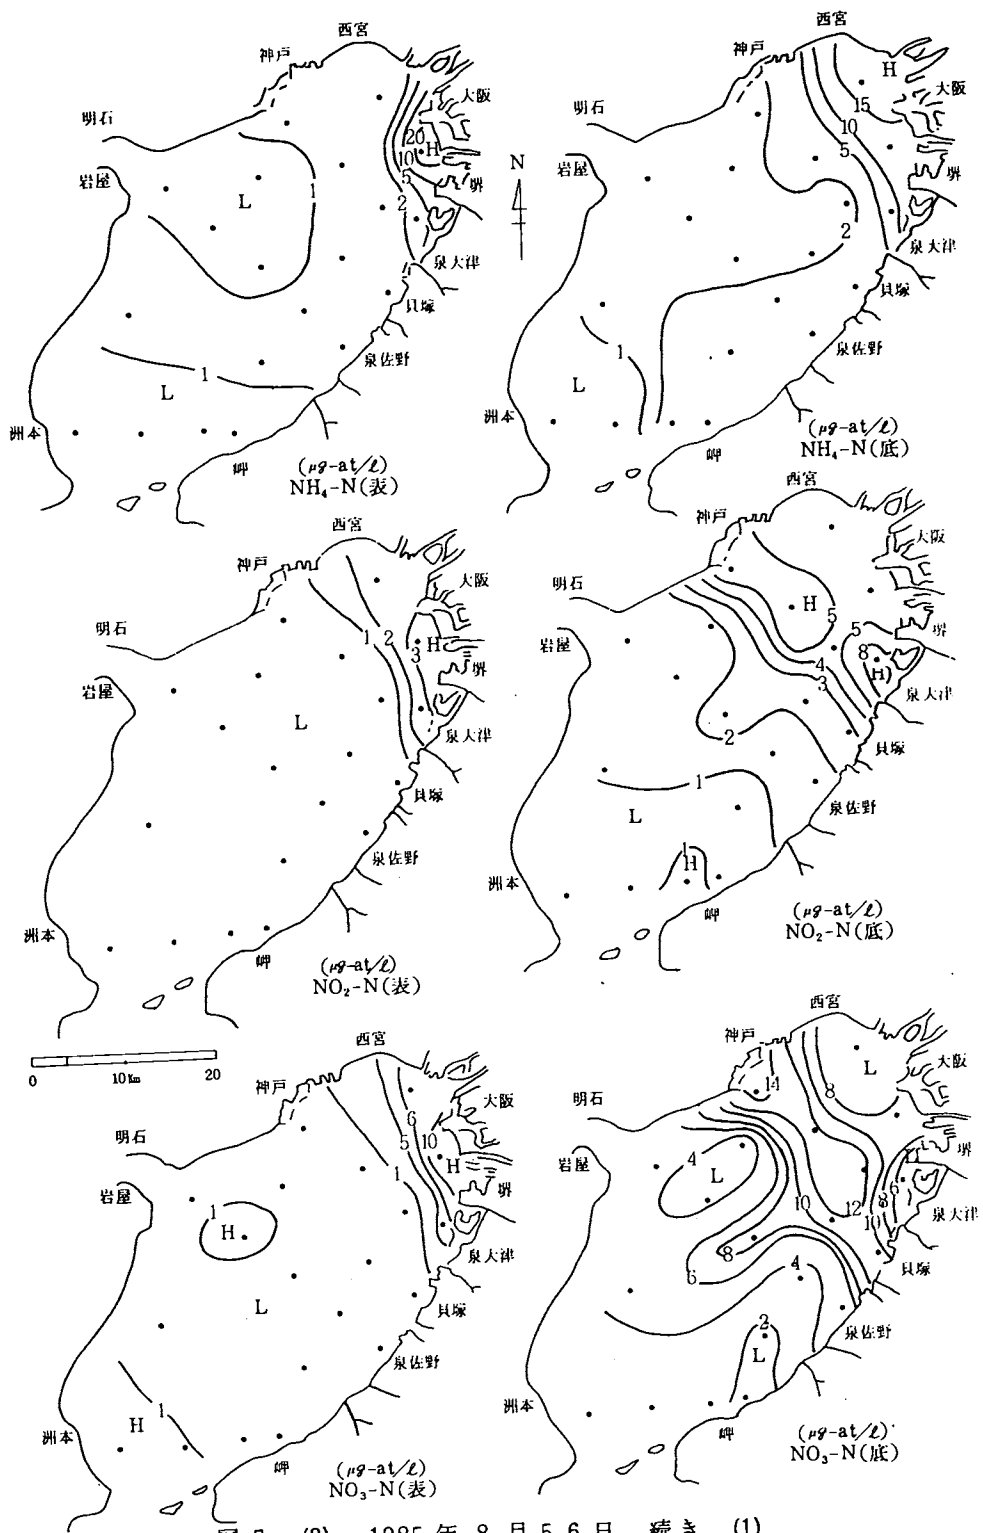 西宮
神戸
大阪
明石
20
H
10
岩屋
堺
5
L
1
2
泉大津
貝塚
泉佐野
1
L
洲本
岬
(μg-at/ℓ)
NH₄-N(表)
西宮
神戸
H
大阪
15
明石
10
5
N
岩屋
堺
2
泉大津
貝塚
泉佐野
1
L
洲本
岬
(μg-at/ℓ)
NH₄-N(底)
西宮
神戸
大阪
明石
1
2
H
3
堺
岩屋
L
泉大津
貝塚
泉佐野
洲本
岬
(μg-at/ℓ)
NO₂-N(表)
西宮
神戸
大阪
明石
H
5
5
堺
岩屋
4
8
H
3
泉大津
2
貝塚
1
泉佐野
L
1
H
洲本
岬
(μg-at/ℓ)
NO₂-N(底)
0
10Km
20
西宮
神戸
大阪
6
明石
5
10
H
1
堺
岩屋
1
H
泉大津
L
貝塚
泉佐野
1
H
洲本
岬
(μg-at/ℓ)
NO₃-N(表)
西宮
神戸
L
大阪
14
8
明石
4
L
堺
岩屋
L
10
8
6
12
10
泉大津
8
4
貝塚
6
2
泉佐野
L
洲本
岬
(μg-at/ℓ)
NO₃-N(底)
1985年 8月 5 6日 続き (1)